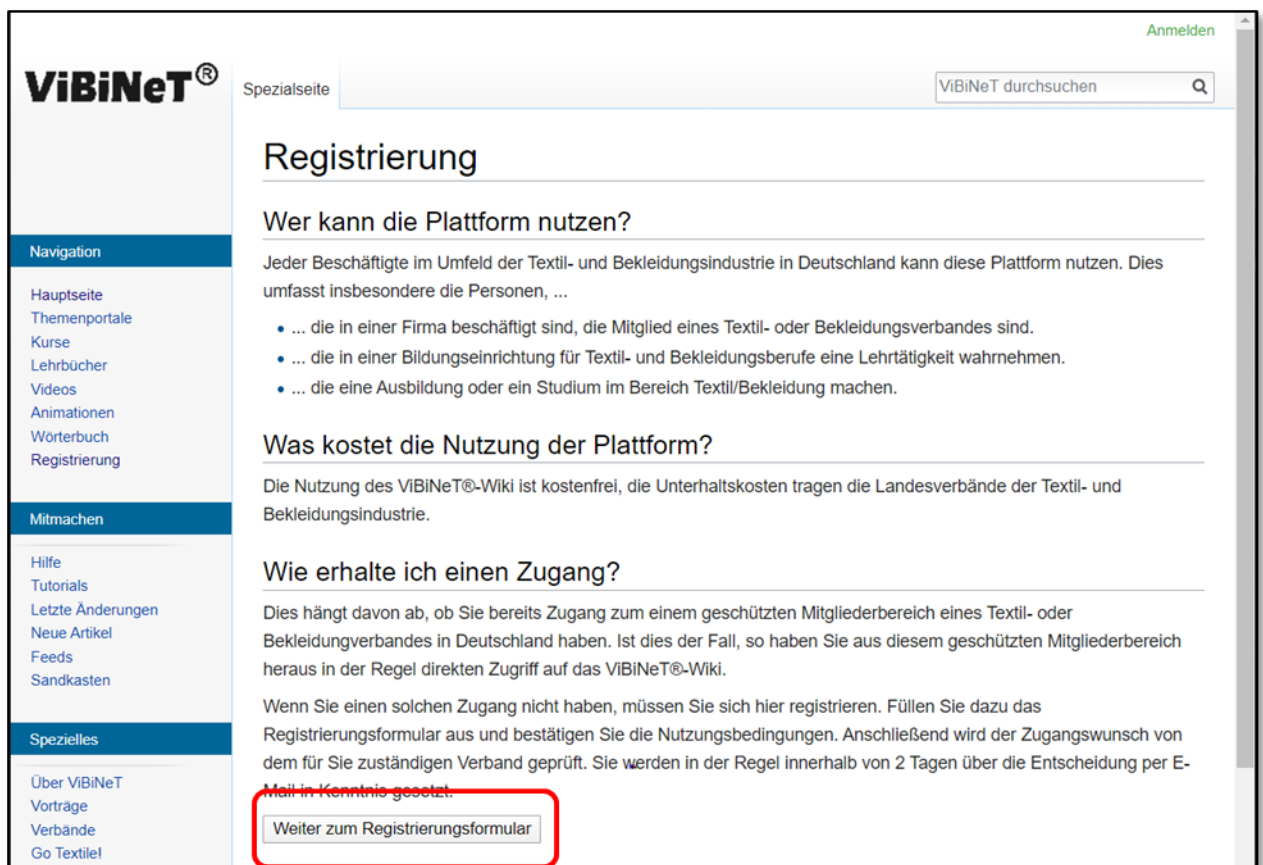 Anmelden
ViBiNeT®
Spezialseite
ViBiNeT durchsuchen
Registrierung
Wer kann die Plattform nutzen?
Jeder Beschäftigte im Umfeld der Textil- und Bekleidungsindustrie in Deutschland kann diese Plattform nutzen. Dies
umfasst insbesondere die Personen, ...
• ... die in einer Firma beschäftigt sind, die Mitglied eines Textil- oder Bekleidungsverbandes sind.
• ... die in einer Bildungseinrichtung für Textil- und Bekleidungsberufe eine Lehrtätigkeit wahrnehmen.
• ... die eine Ausbildung oder ein Studium im Bereich Textil/Bekleidung machen.
Was kostet die Nutzung der Plattform?
Die Nutzung des ViBiNeT®-Wiki ist kostenfrei, die Unterhaltskosten tragen die Landesverbände der Textil- und
Bekleidungsindustrie.
Wie erhalte ich einen Zugang?
Dies hängt davon ab, ob Sie bereits Zugang zum einem geschützten Mitgliederbereich eines Textil- oder
Bekleidungverbandes in Deutschland haben. Ist dies der Fall, so haben Sie aus diesem geschützten Mitgliederbereich
heraus in der Regel direkten Zugriff auf das ViBiNeT®-Wiki.
Wenn Sie einen solchen Zugang nicht haben, müssen Sie sich hier registrieren. Füllen Sie dazu das
Registrierungsformular aus und bestätigen Sie die Nutzungsbedingungen. Anschließend wird der Zugangswunsch von
dem für Sie zuständigen Verband geprüft. Sie werden in der Regel innerhalb von 2 Tagen über die Entscheidung per E-
Mail in Kenntnis gesetzt.
Weiter zum Registrierungsformular
Navigation
Hauptseite
Themenportale
Kurse
Lehrbücher
Videos
Animationen
Wörterbuch
Registrierung
Mitmachen
Hilfe
Tutorials
Letzte Änderungen
Neue Artikel
Feeds
Sandkasten
Spezielles
Über ViBiNeT
Vorträge
Verbände
Go Textile!